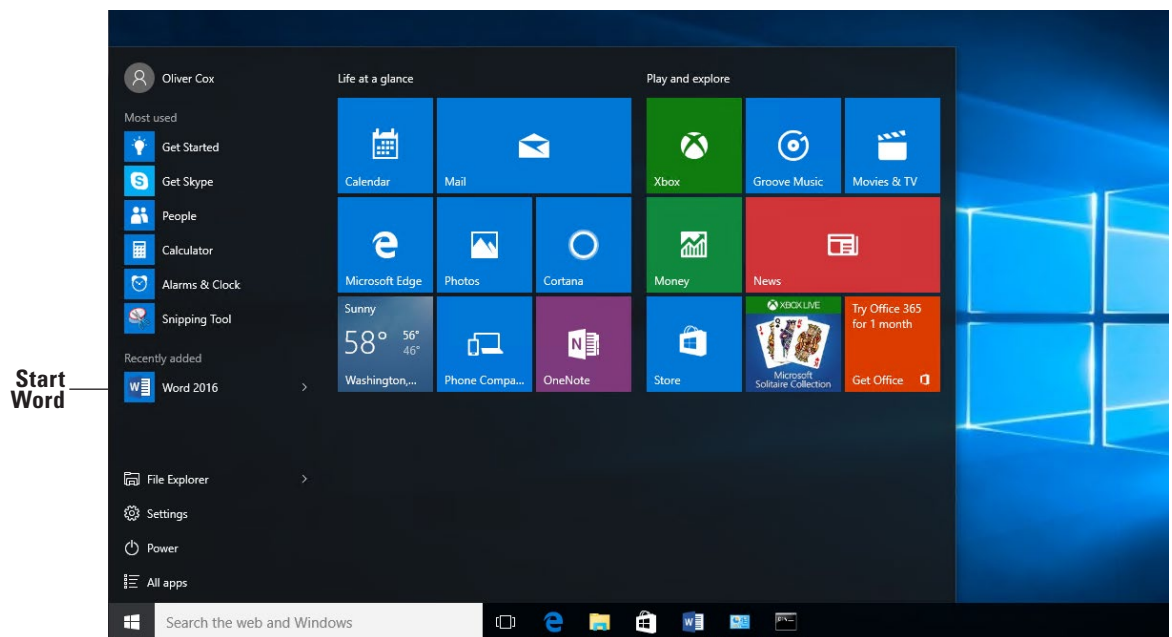 Oliver Cox
Most used
Get Started
Get Skype
People
Calculator
Alarms & Clock
Snipping Tool
Recently added
Word 2016
Start
Word
File Explorer
Settings
Power
All apps
Life at a glance
Calendar
Mail
Microsoft Edge
Photos
Cortana
Sunny
58° 56°
46°
Washington,...
Phone Compa...
OneNote
Play and explore
Xbox
Groove Music
Movies & TV
Money
News
Store
XBOX LIVE
Microsoft
Solitaire Collection
Try Office 365
for 1 month
Get Office
Search the web and Windows